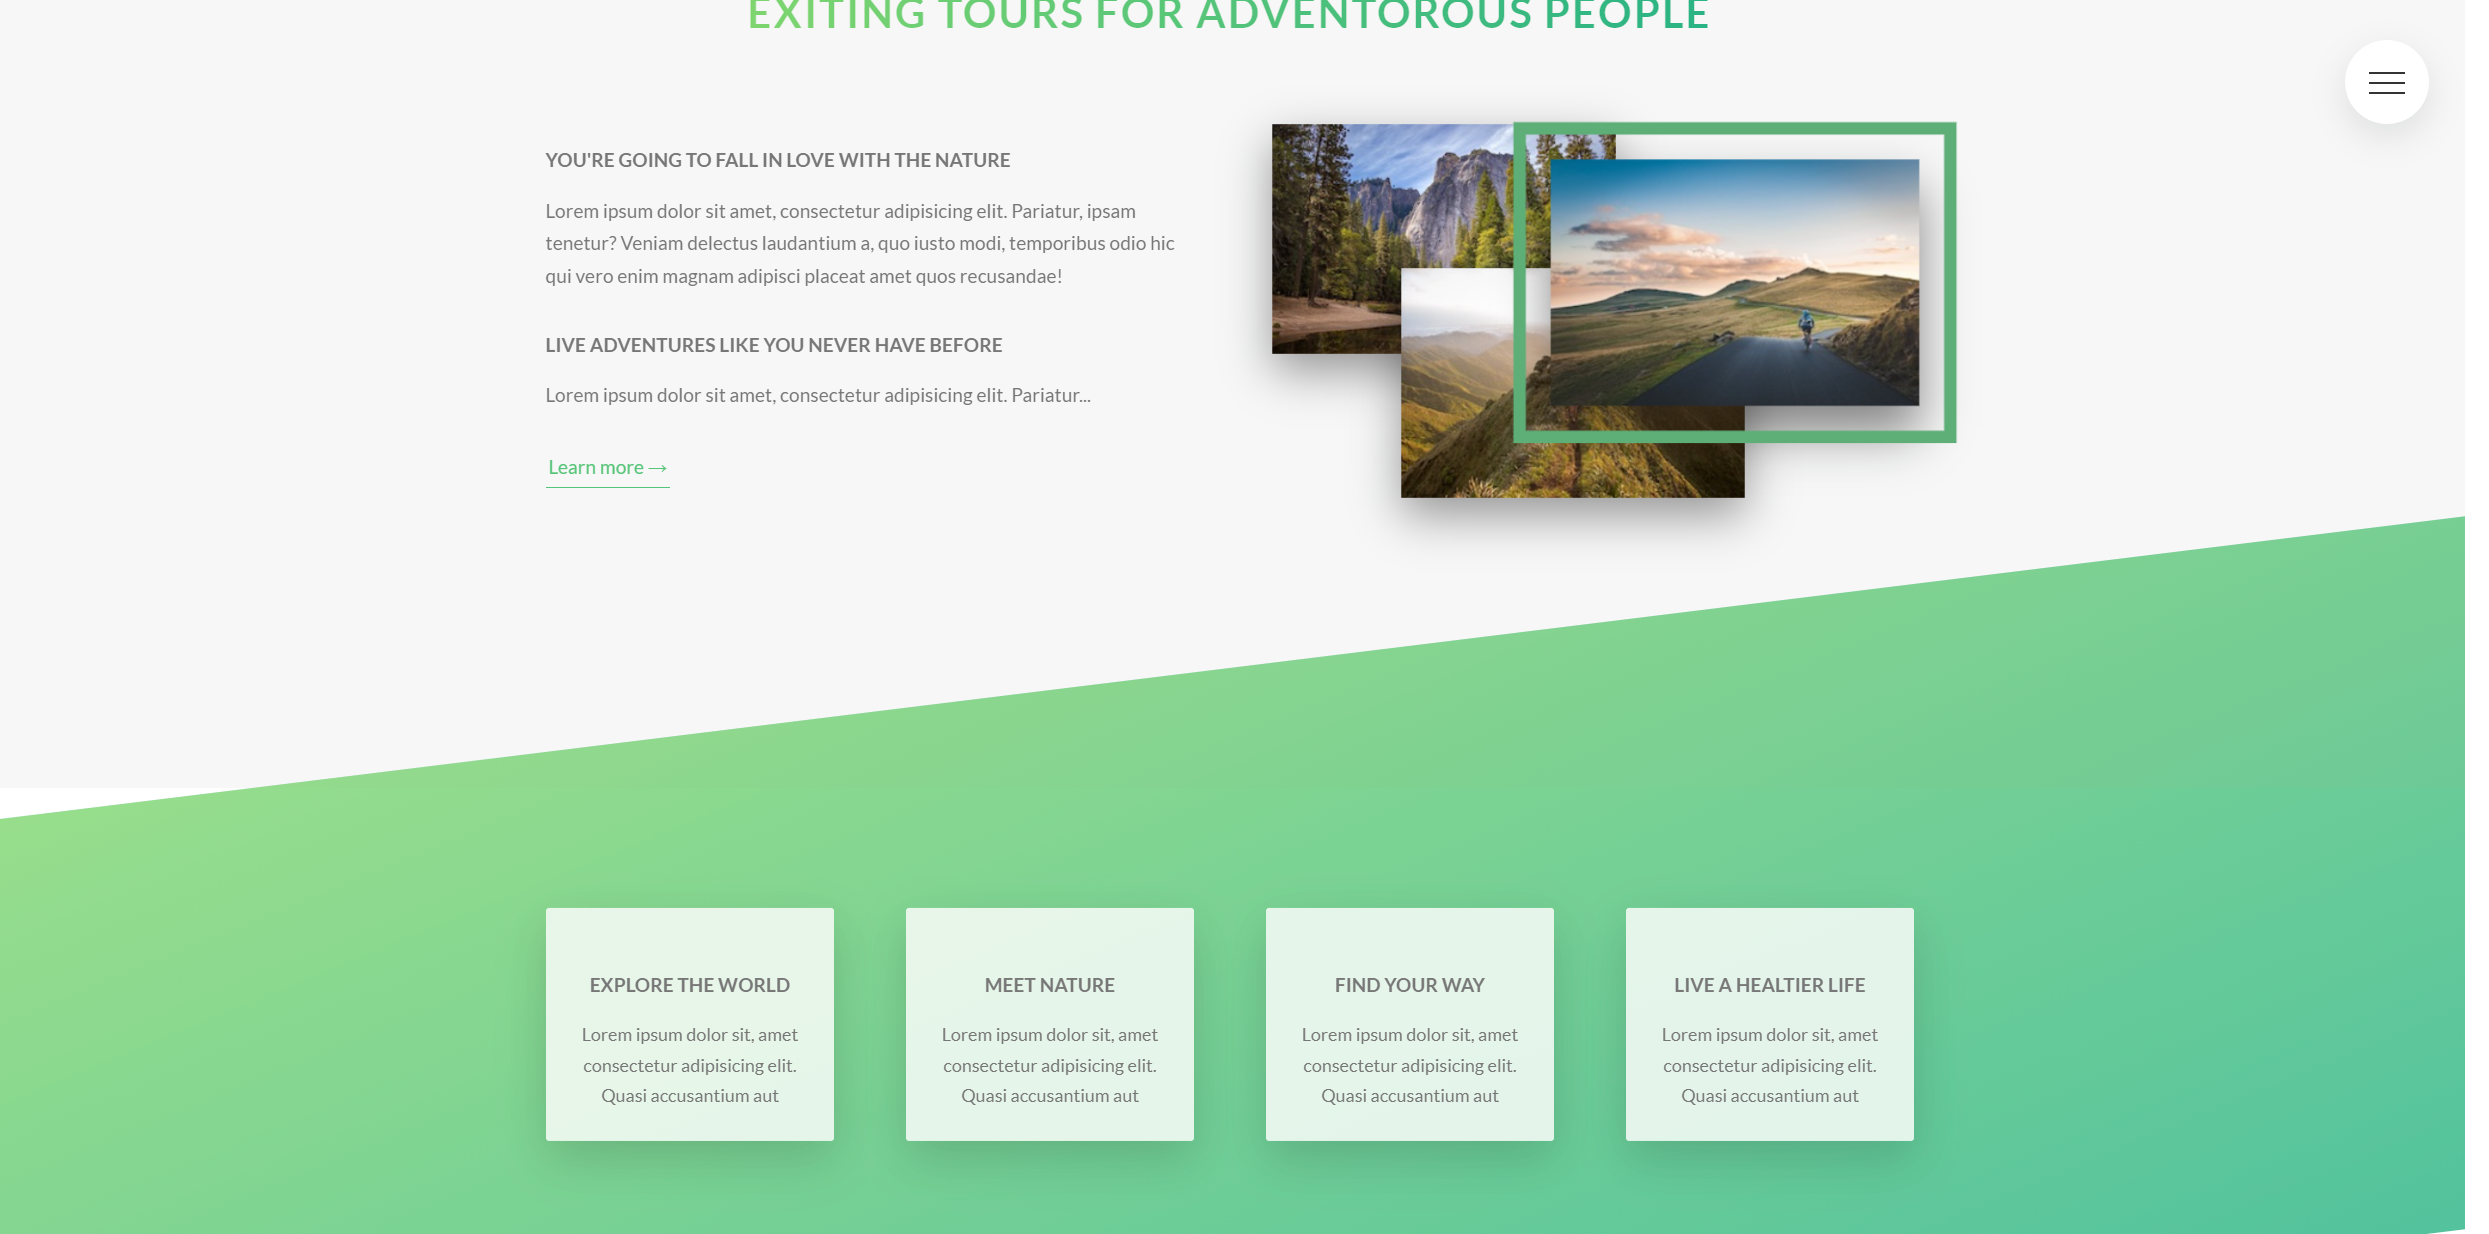 EXITING TOURS FOR ADVENTOROUS PEOPLE
YOU'RE GOING TO FALL IN LOVE WITH THE NATURE
Lorem ipsum dolor sit amet, consectetur adipisicing elit. Pariatur, ipsam
tenetur? Veniam delectus laudantium a, quo iusto modi, temporibus odio hic
qui vero enim magnam adipisci placeat amet quos recusandae!
LIVE ADVENTURES LIKE YOU NEVER HAVE BEFORE
Lorem ipsum dolor sit amet, consectetur adipisicing elit. Pariatur...
Learn more →
EXPLORE THE WORLD
Lorem ipsum dolor sit, amet
consectetur adipisicing elit.
Quasi accusantium aut
MEET NATURE
Lorem ipsum dolor sit, amet
consectetur adipisicing elit.
Quasi accusantium aut
FIND YOUR WAY
Lorem ipsum dolor sit, amet
consectetur adipisicing elit.
Quasi accusantium aut
LIVE A HEALTIER LIFE
Lorem ipsum dolor sit, amet
consectetur adipisicing elit.
Quasi accusantium aut